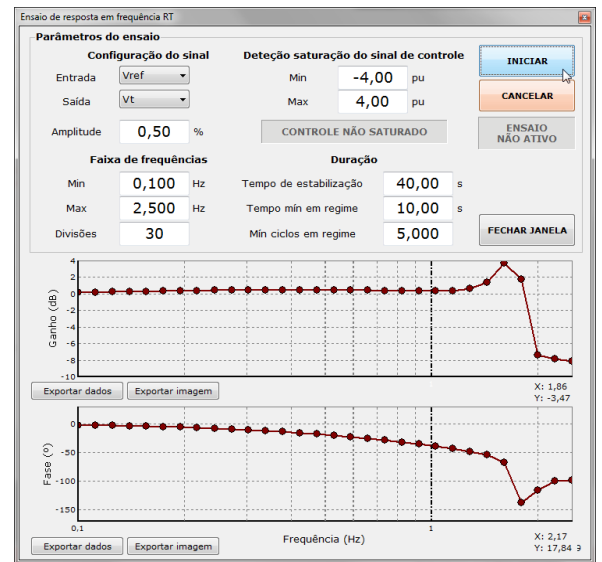 Ensaio de resposta em frequência RT
Parâmetros do ensaio
Configuração do sinal
Deteção saturação do sinal de controle
INICIAR
Entrada Vref
Min -4,00 pu
Saída Vt
Max 4,00 pu
CANCELAR
Amplitude 0,50 %
CONTROLE NÃO SATURADO
ENSAIO
NÃO ATIVO
Faixa de frequências
Duração
Min 0,100 Hz
Tempo de estabilização 40,00 s
Max 2,500 Hz
Tempo mín em regime 10,00 s
Divisões 30
Mín ciclos em regime 5,000
FECHAR JANELA
4
2
0
-2
-4
-6
-8
-10
Ganho (dB)
Exportar dados
Exportar imagem
X: 1,86
Y: -3,47
0
-50
-100
-150
Fase (º)
0,1
1
Frequência (Hz)
Exportar dados
Exportar imagem
X: 2,17
Y: 17,84 9